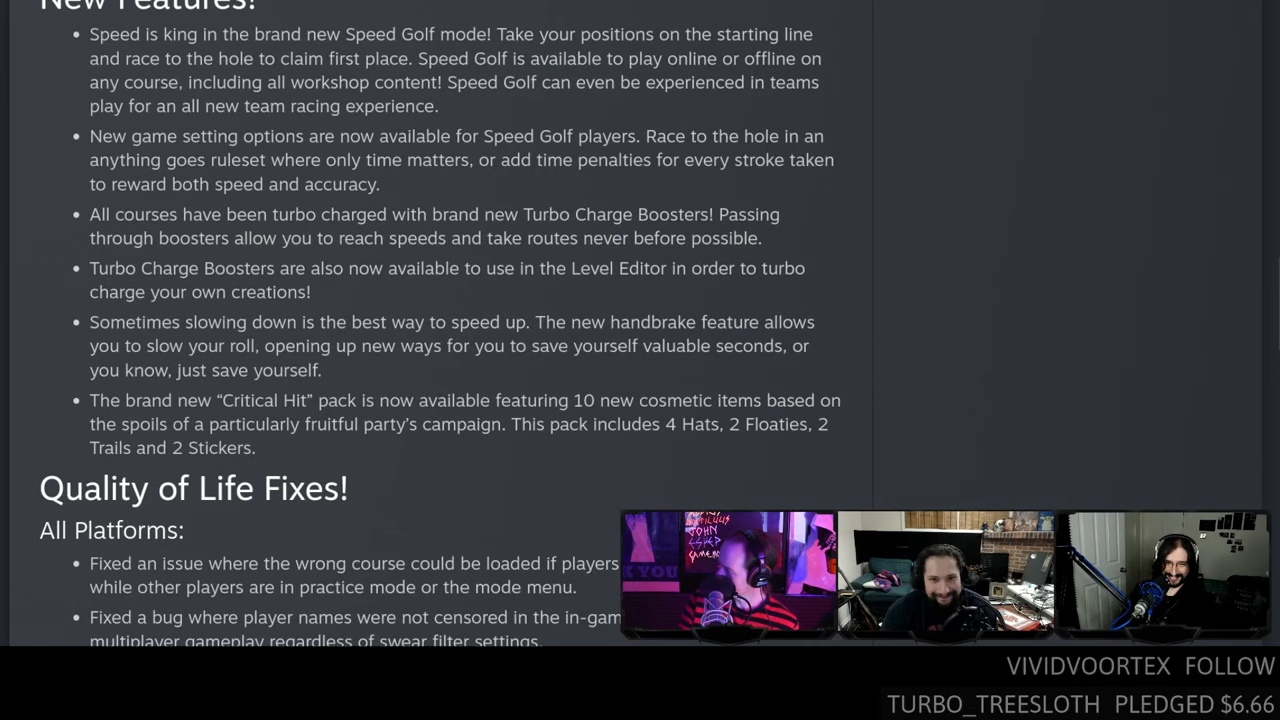 New Features!
• Speed is king in the brand new Speed Golf mode! Take your positions on the starting line
and race to the hole to claim first place. Speed Golf is available to play online or offline on
any course, including all workshop content! Speed Golf can even be experienced in teams
play for an all new team racing experience.
• New game setting options are now available for Speed Golf players. Race to the hole in an
anything goes ruleset where only time matters, or add time penalties for every stroke taken
to reward both speed and accuracy.
• All courses have been turbo charged with brand new Turbo Charge Boosters! Passing
through boosters allow you to reach speeds and take routes never before possible.
• Turbo Charge Boosters are also now available to use in the Level Editor in order to turbo
charge your own creations!
• Sometimes slowing down is the best way to speed up. The new handbrake feature allows
you to slow your roll, opening up new ways for you to save yourself valuable seconds, or
you know, just save yourself.
• The brand new “Critical Hit” pack is now available featuring 10 new cosmetic items based on
the spoils of a particularly fruitful party’s campaign. This pack includes 4 Hats, 2 Floaties, 2
Trails and 2 Stickers.
Quality of Life Fixes!
All Platforms:
• Fixed an issue where the wrong course could be loaded if players
while other players are in practice mode or the mode menu.
• Fixed a bug where player names were not censored in the in-gam
multiplayer gameplay regardless of swear filter settings.
JOHN
YOU
VIVIDVOORTEX FOLLOW
TURBO_TREESLOTH PLEDGED $6.66